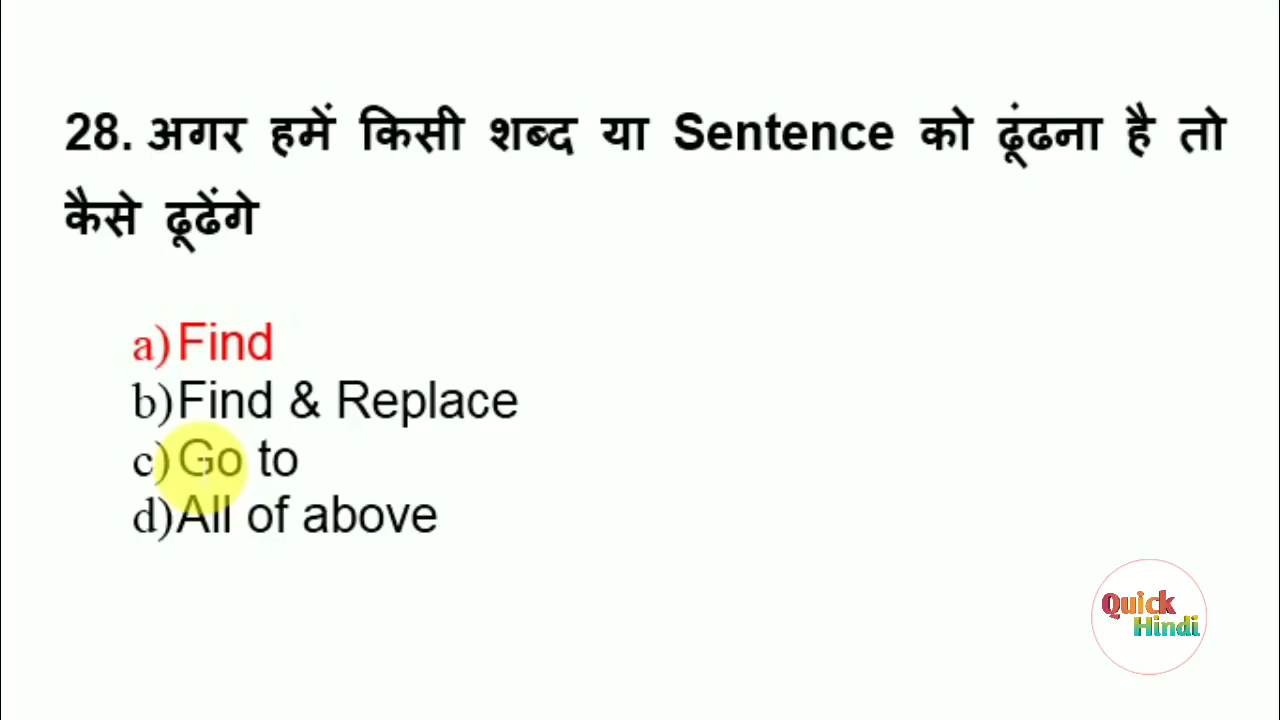 28. अगर हमें किसी शब्द या Sentence को ढूंढना है तो
कैसे ढूढेंगे
a) Find
b) Find & Replace
c) Go to
d) All of above
Quick
Hindi